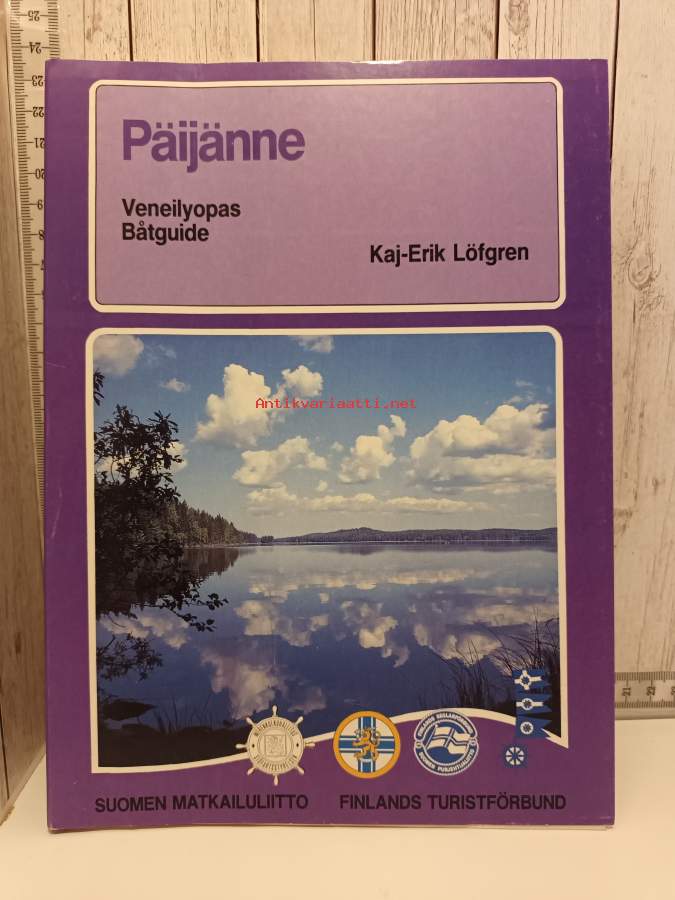 Päijänne
Veneilyopas
Båtguide
Kaj-Erik Löfgren
Antikvariaatti.net
SUOMEN MATKAILULIITTO FINLANDS TURISTFÖRBUND